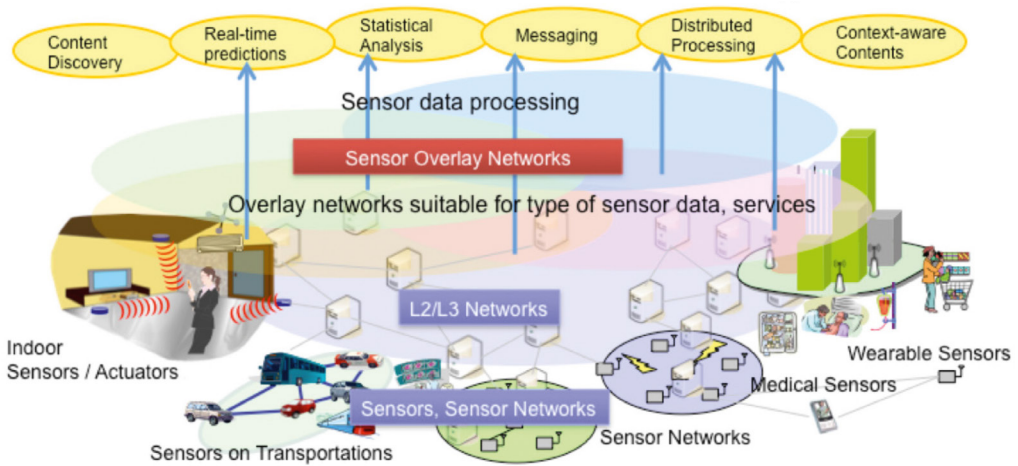 Content
Discovery
Real-time
predictions
Statistical
Analysis
Messaging
Distributed
Processing
Context-aware
Contents
Sensor data processing
Sensor Overlay Networks
Overlay networks suitable for type of sensor data, services
L2/L3 Networks
Indoor
Sensors / Actuators
Wearable Sensors
Medical Sensors
Sensors, Sensor Networks
Sensor Networks
Sensors on Transportations